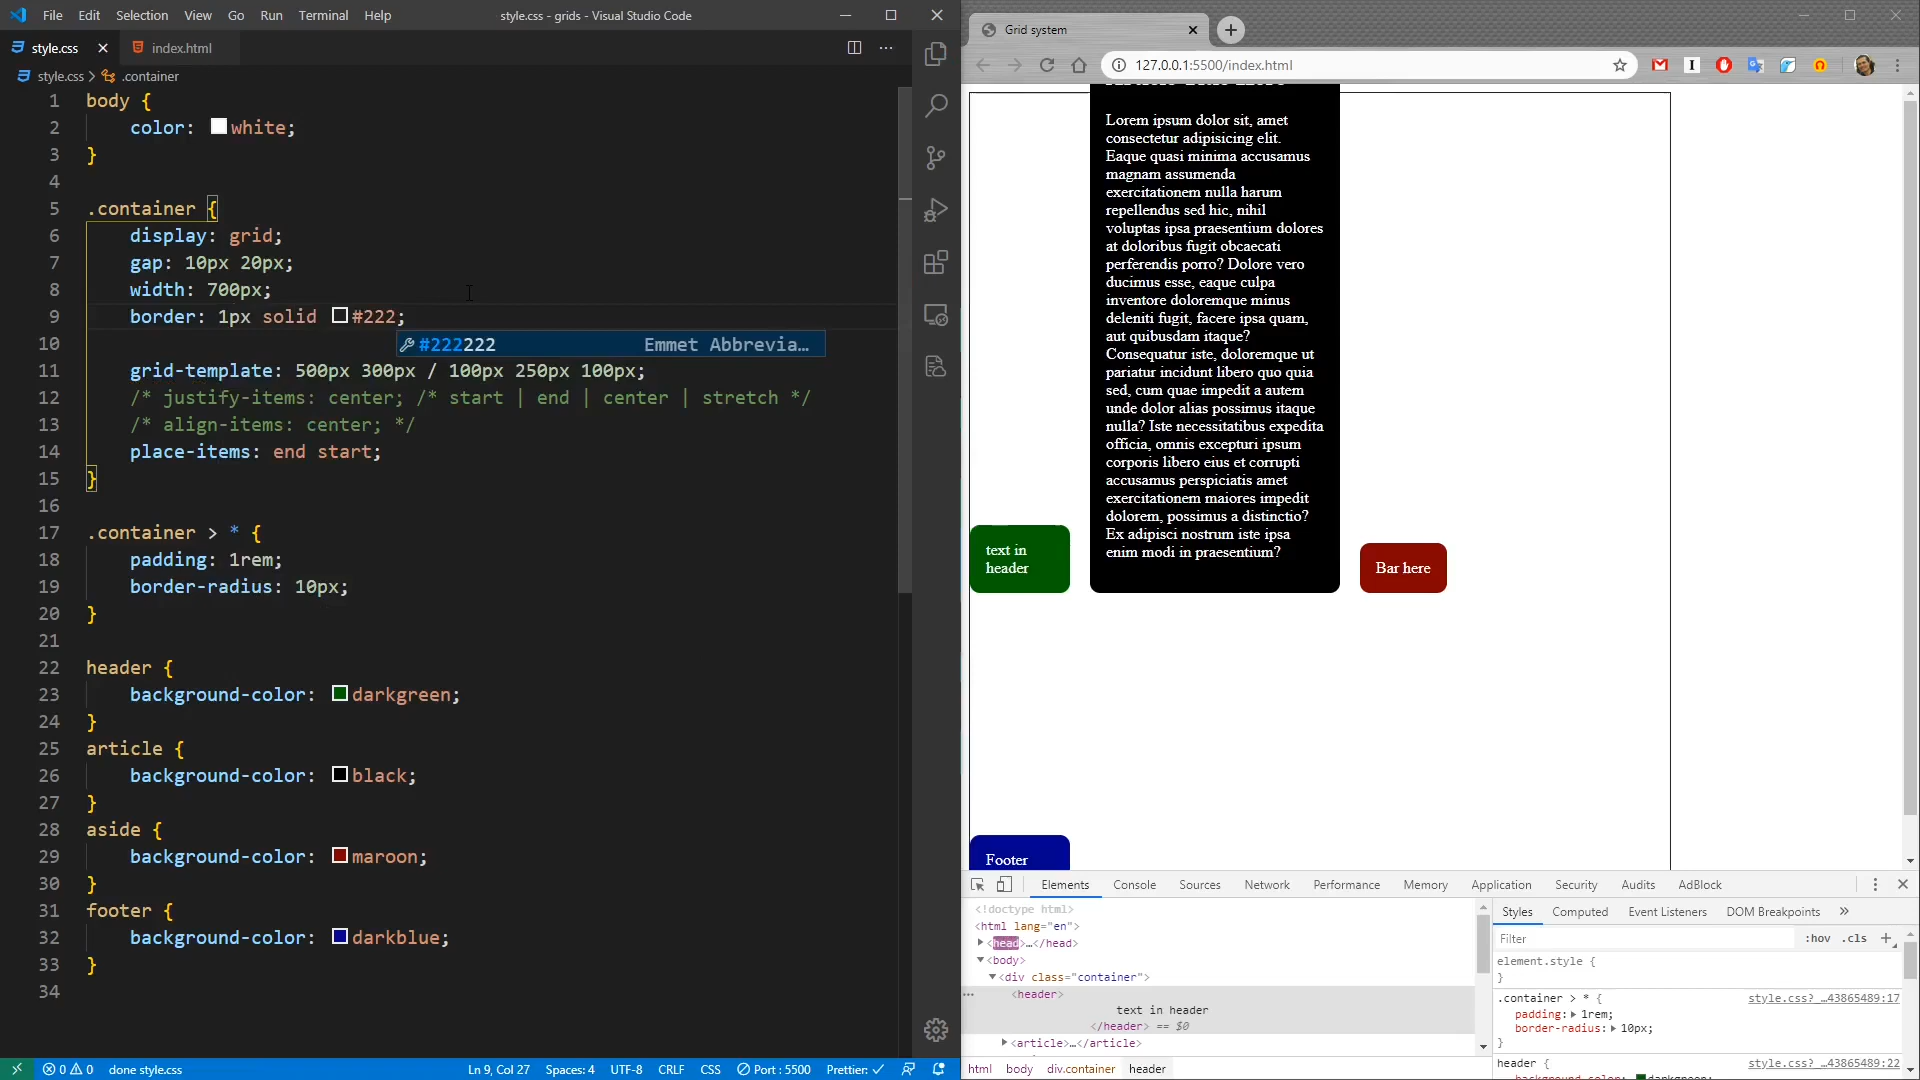 File Edit Selection View Go Run Terminal Help
style.css - grids - Visual Studio Code
style.css
index.html
style.css > .container
1 body {
2 color: white;
3 }
4
5 .container {
6 display: grid;
7 gap: 10px 20px;
8 width: 700px;
9 border: 1px solid #222;
#222222 Emmet Abbrevia...
10
11 grid-template: 500px 300px / 100px 250px 100px;
12 /* justify-items: center; /* start | end | center | stretch */
13 /* align-items: center; */
14 place-items: end start;
15 }
16
17 .container > * {
18 padding: 1rem;
19 border-radius: 10px;
20 }
21
22 header {
23 background-color: darkgreen;
24 }
25 article {
26 background-color: black;
27 }
28 aside {
29 background-color: maroon;
30 }
31 footer {
32 background-color: darkblue;
33 }
34
0 0 done style.css Ln 9, Col 27 Spaces: 4 UTF-8 CRLF CSS Port : 5500 Prettier: ✓
Grid system
127.0.0.1:5500/index.html
Lorem ipsum dolor sit, amet
consectetur adipisicing elit.
Eaque quasi minima accusamus
magnam assumenda
exercitationem nulla harum
repellendus sed hic, nihil
voluptas ipsa praesentium dolores
at doloribus fugit obcaecati
perferendis porro? Dolore vero
ducimus esse, eaque culpa
inventore doloremque minus
deleniti fugit, facere ipsa quam,
aut quibusdam itaque?
Consequatur iste, doloremque ut
pariatur incidunt libero quo quia
sed, cum quae impedit a autem
unde dolor alias possimus itaque
nulla? Iste necessitatibus expedita
officia, omnis excepturi ipsum
corporis libero eius et corrupti
accusamus perspiciatis amet
exercitationem maiores impedit
dolorem, possimus a distinctio?
Ex adipisci nostrum iste ipsa
enim modi in praesentium?
text in
header
Bar here
Footer
Elements Console Sources Network Performance Memory Application Security Audits AdBlock
<!doctype html>
<html lang="en">
<head>…</head>
<body>
<div class="container">
<header>
text in header
</header> == $0
<article>…</article>
html body div.container header
Styles Computed Event Listeners DOM Breakpoints »
Filter :hov .cls +
element.style {
}
.container > * { style.css?_…43865489:17
padding: 1rem;
border-radius: 10px;
}
header { style.css?_…43865489:22